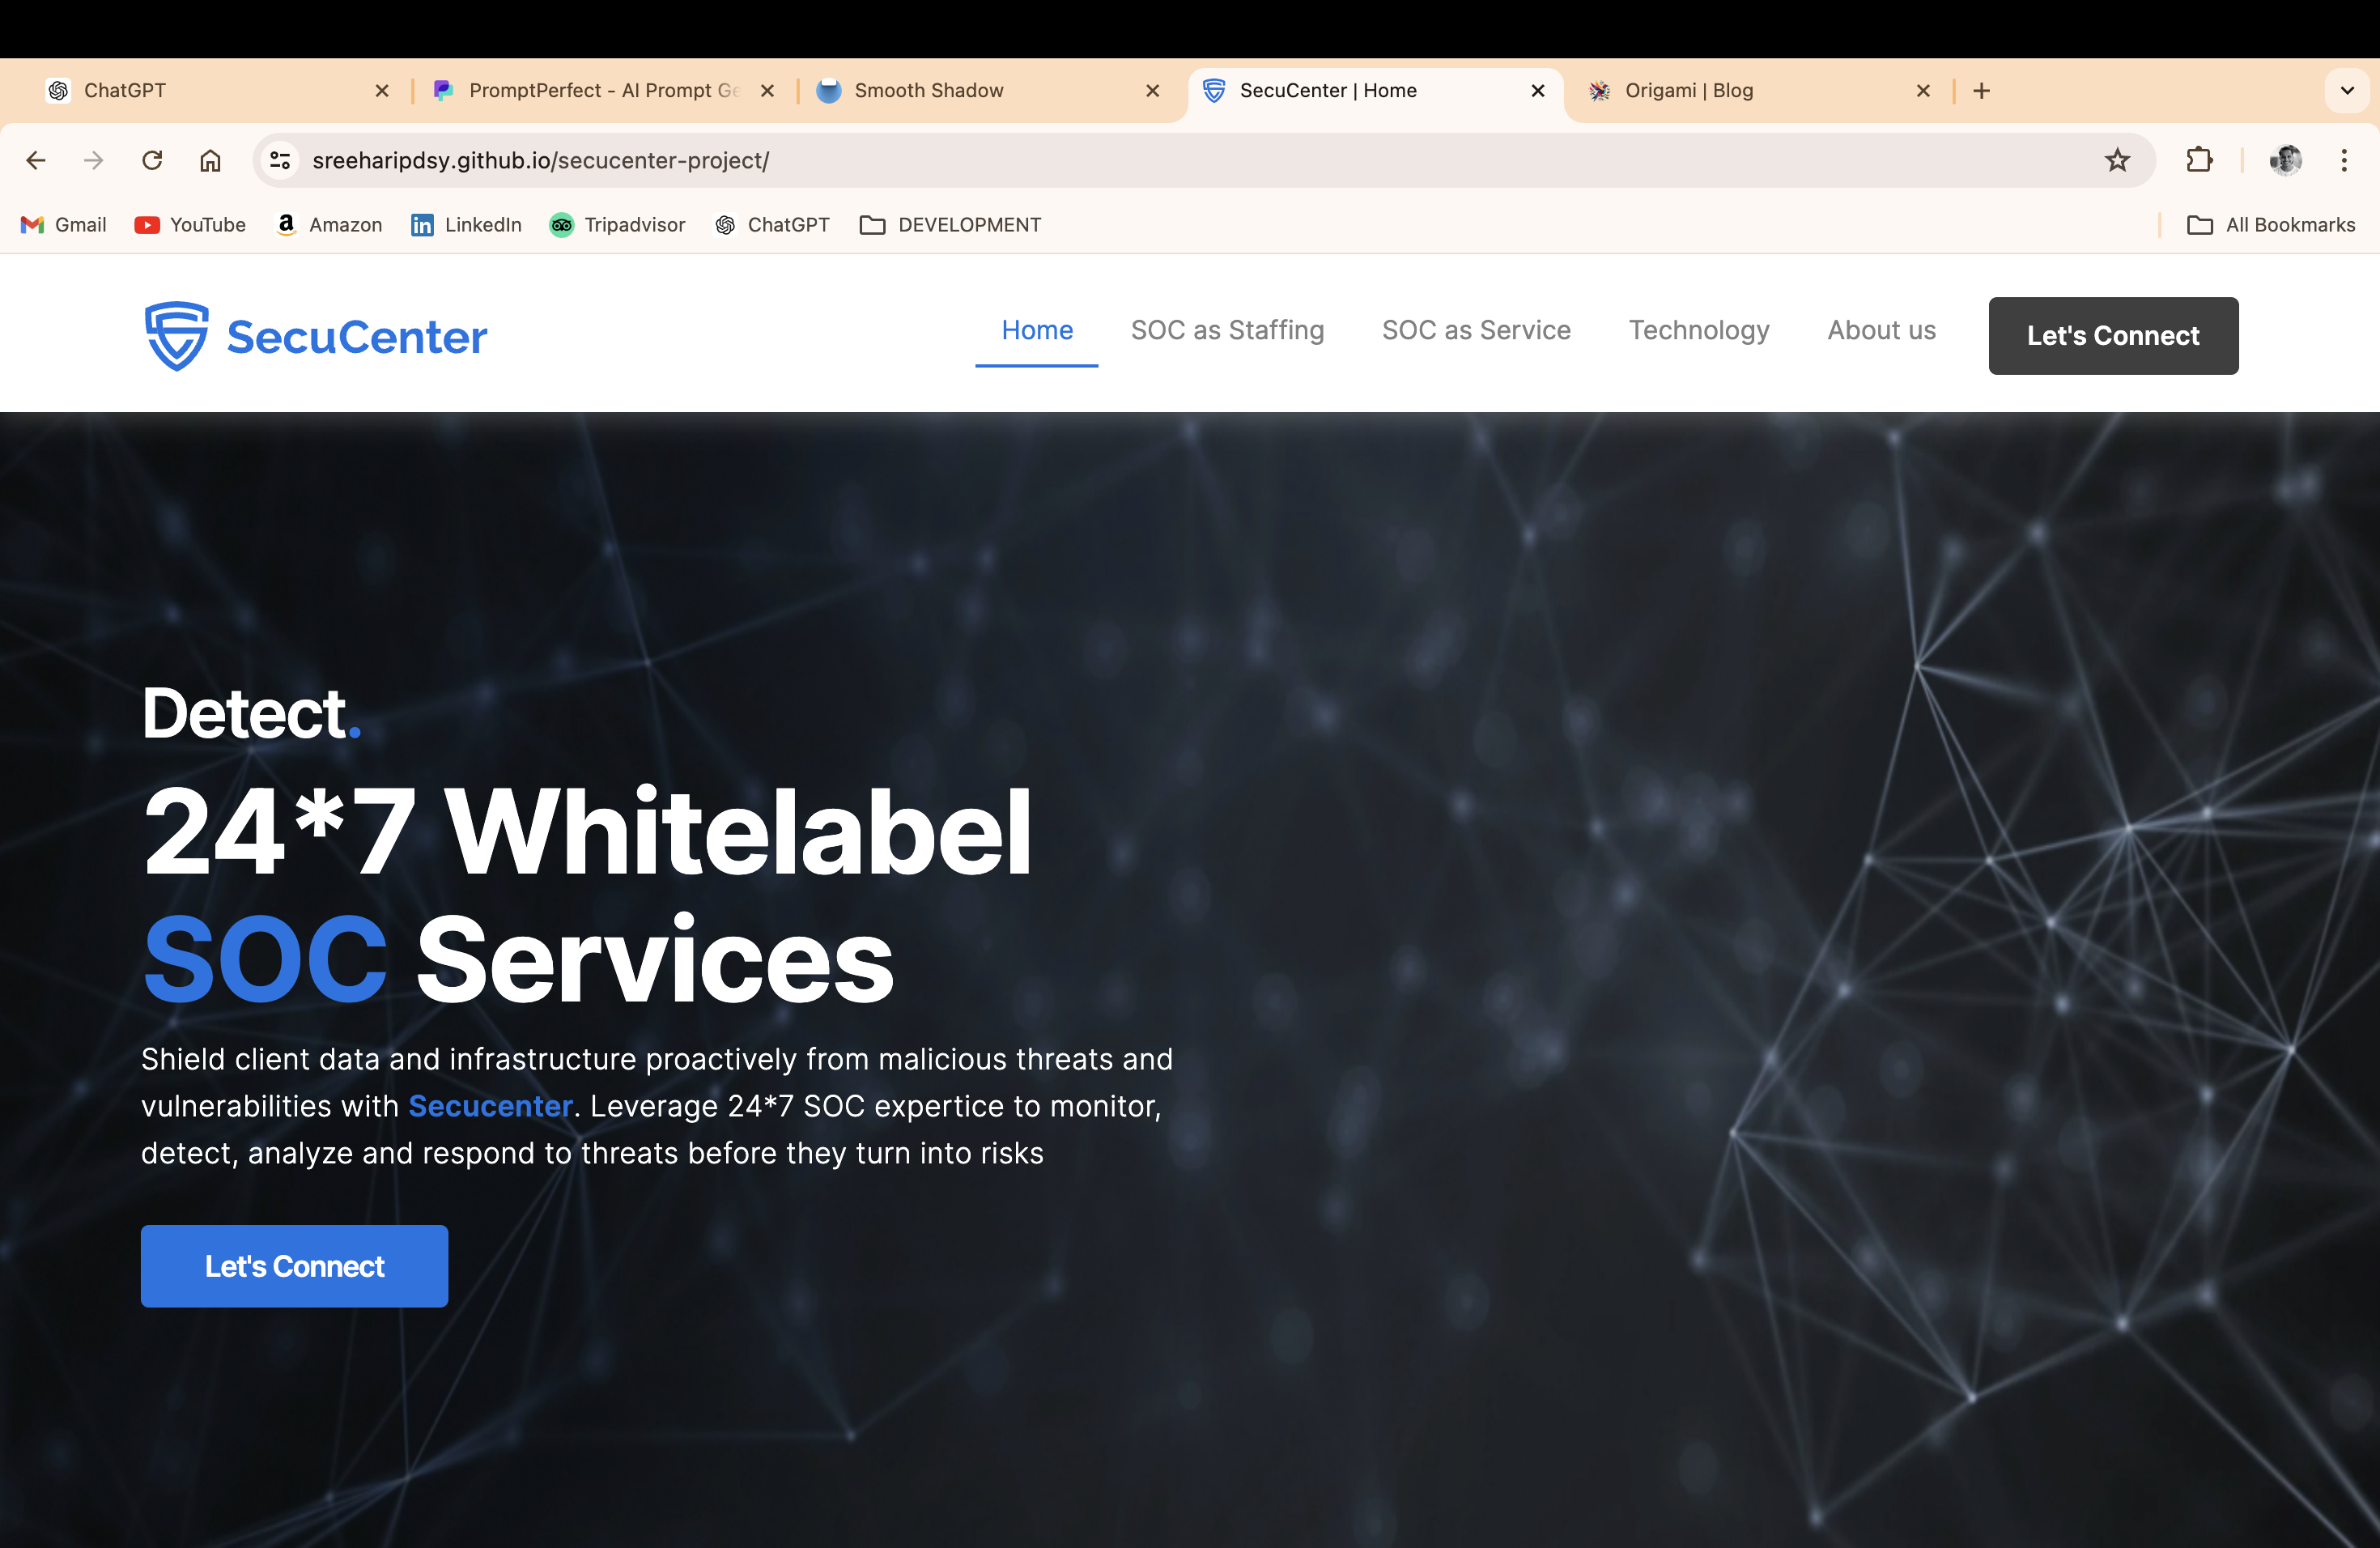 ChatGPT
PromptPerfect - AI Prompt Ge
Smooth Shadow
SecuCenter | Home
Origami | Blog
sreeharipdsy.github.io/secucenter-project/
Gmail
YouTube
Amazon
LinkedIn
Tripadvisor
ChatGPT
DEVELOPMENT
All Bookmarks
SecuCenter
Home
SOC as Staffing
SOC as Service
Technology
About us
Let's Connect
Detect.
24*7 Whitelabel
SOC Services
Shield client data and infrastructure proactively from malicious threats and
vulnerabilities with Secucenter. Leverage 24*7 SOC expertice to monitor,
detect, analyze and respond to threats before they turn into risks
Let's Connect